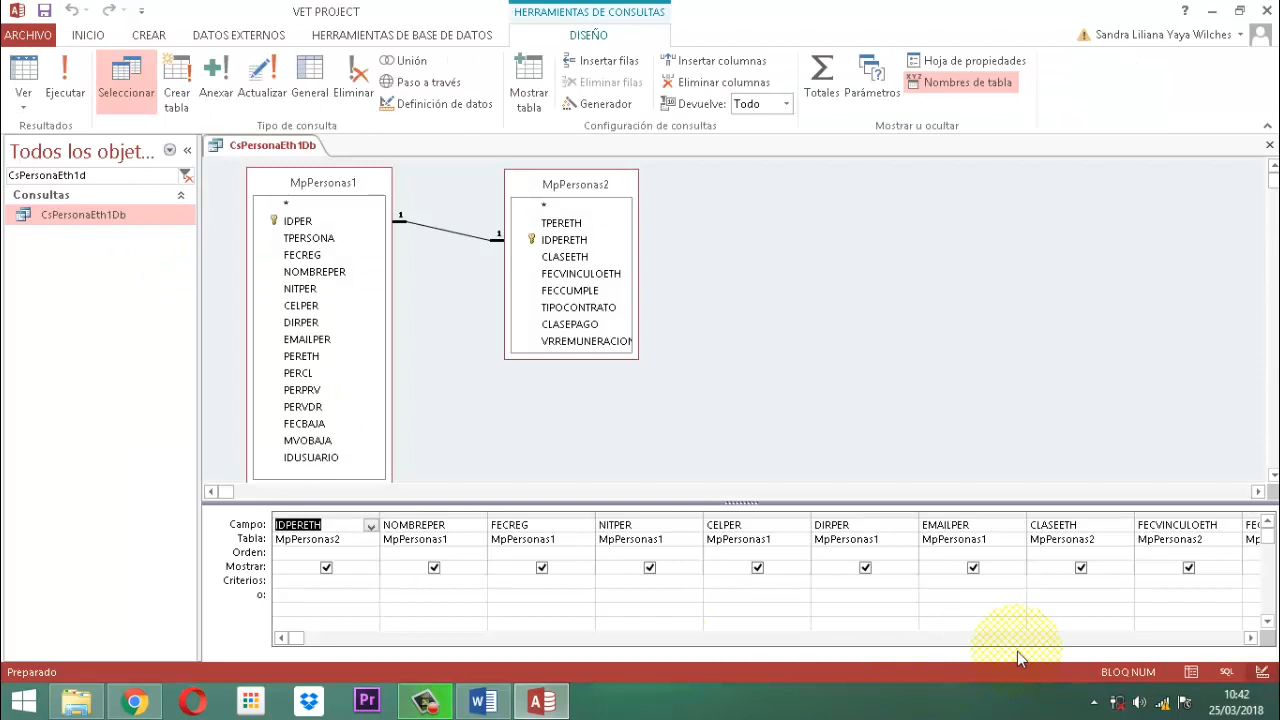 VET PROJECT
HERRAMIENTAS DE CONSULTAS
?
ARCHIVO INICIO CREAR DATOS EXTERNOS HERRAMIENTAS DE BASE DE DATOS DISEÑO
Sandra Liliana Yaya Wilches
Ver
Ejecutar
Resultados
Seleccionar
Crear tabla
Anexar
Actualizar
General
Eliminar
Unión
Paso a través
Definición de datos
Tipo de consulta
Mostrar tabla
Insertar filas
Eliminar filas
Generador
Insertar columnas
Eliminar columnas
Devuelve: Todo
Configuración de consultas
Totales
Parámetros
Hoja de propiedades
Nombres de tabla
Mostrar u ocultar
Todos los objet...
CsPersonaEth1d
Consultas
CsPersonaEth1Db
CsPersonaEth1Db
MpPersonas1
*
IDPER
TPERSONA
FECREG
NOMBREPER
NITPER
CELPER
DIRPER
EMAILPER
PERETH
PERCL
PERPRV
PERVDR
FECBAJA
MVOBAJA
IDUSUARIO
1
1
MpPersonas2
*
TPERETH
IDPERETH
CLASEETH
FECVINCULOETH
FECCUMPLE
TIPOCONTRATO
CLASEPAGO
VRREMUNERACION
Campo: IDPERETH NOMBREPER FECREG NITPER CELPER DIRPER EMAILPER CLASEETH FECVINCULOETH FEC
Tabla: MpPersonas2 MpPersonas1 MpPersonas1 MpPersonas1 MpPersonas1 MpPersonas1 MpPersonas1 MpPersonas2 MpPersonas2 Mp
Orden:
Mostrar:
Criterios:
o:
Preparado
BLOQ NUM
SQL
Pr
10:42
25/03/2018